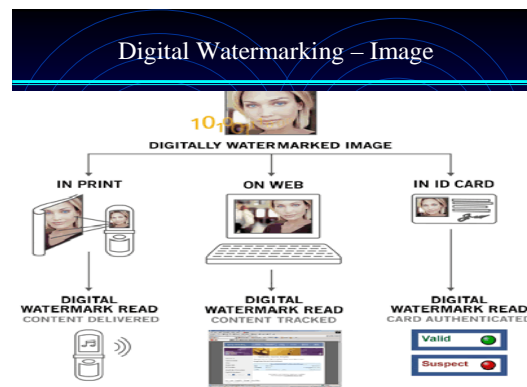 Digital Watermarking – Image
DIGITALLY WATERMARKED IMAGE
IN PRINT
ON WEB
IN ID CARD
DIGITAL
WATERMARK READ
CONTENT DELIVERED
DIGITAL
WATERMARK READ
CONTENT TRACKED
DIGITAL
WATERMARK READ
CARD AUTHENTICATED
Valid
Suspect